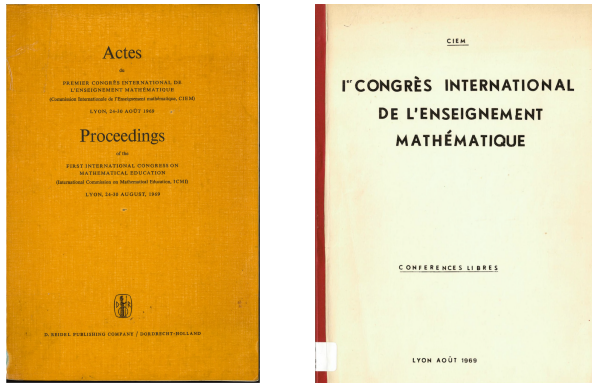 Actes
du
PREMIER CONGRÈS INTERNATIONAL DE
L'ENSEIGNEMENT MATHÉMATIQUE
(Commission Internationale de l'Enseignement mathématique, CIEM)
LYON, 24-30 AOÛT 1969
Proceedings
of the
FIRST INTERNATIONAL CONGRESS ON
MATHEMATICAL EDUCATION
(International Commission on Mathematical Education, ICMI)
LYON, 24-30 AUGUST, 1969
D. REIDEL PUBLISHING COMPANY / DORDRECHT-HOLLAND
CIEM
Ier CONGRÈS INTERNATIONAL
DE L'ENSEIGNEMENT
MATHÉMATIQUE
CONFERENCES LIBRES
LYON AOÛT 1969